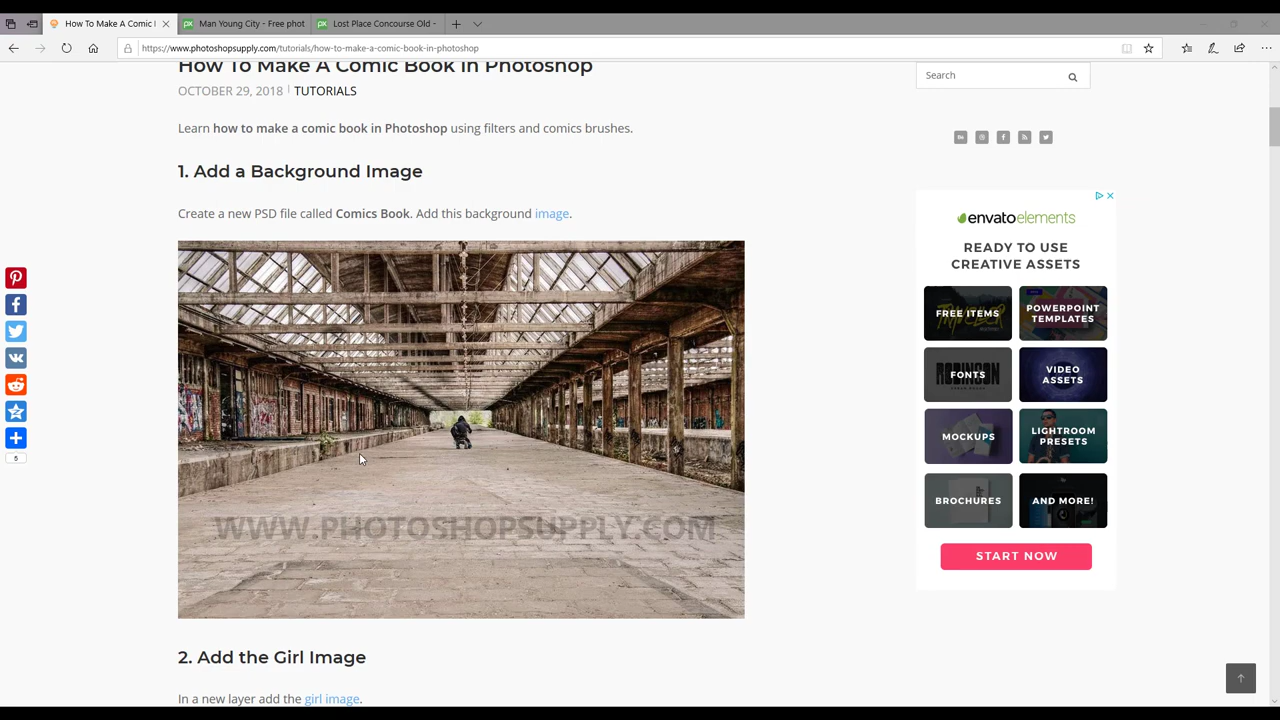 How To Make A Comic I
Man Young City - Free phot
Lost Place Concourse Old -
https://www.photoshopsupply.com/tutorials/how-to-make-a-comic-book-in-photoshop
How To Make A Comic Book In Photoshop
OCTOBER 29, 2018 | TUTORIALS
Learn how to make a comic book in Photoshop using filters and comics brushes.
1. Add a Background Image
Create a new PSD file called Comics Book. Add this background image.
WWW.PHOTOSHOPSUPPLY.COM
2. Add the Girl Image
In a new layer add the girl image.
5
Search
envatoelements
READY TO USE
CREATIVE ASSETS
FREE ITEMS
POWERPOINT
TEMPLATES
FONTS
VIDEO
ASSETS
MOCKUPS
LIGHTROOM
PRESETS
BROCHURES
AND MORE!
START NOW